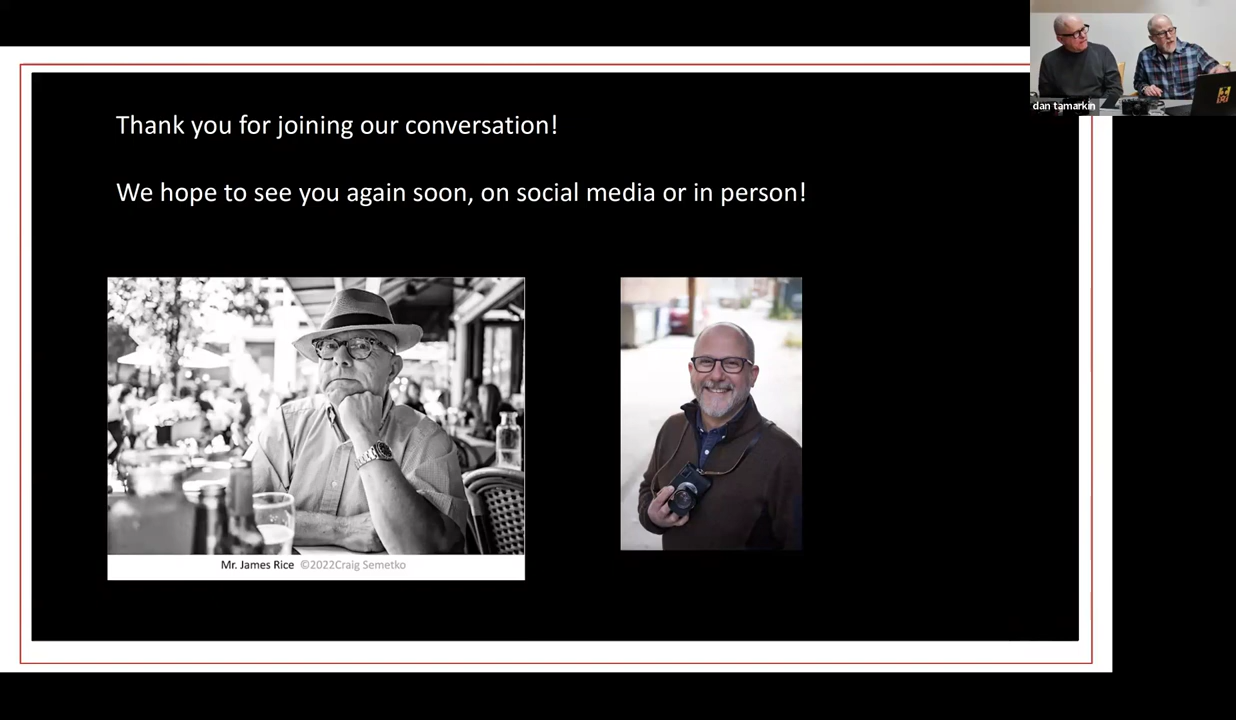 Thank you for joining our conversation!
We hope to see you again soon, on social media or in person!
Mr. James Rice ©2022Craig Semetko
dan tamarkin